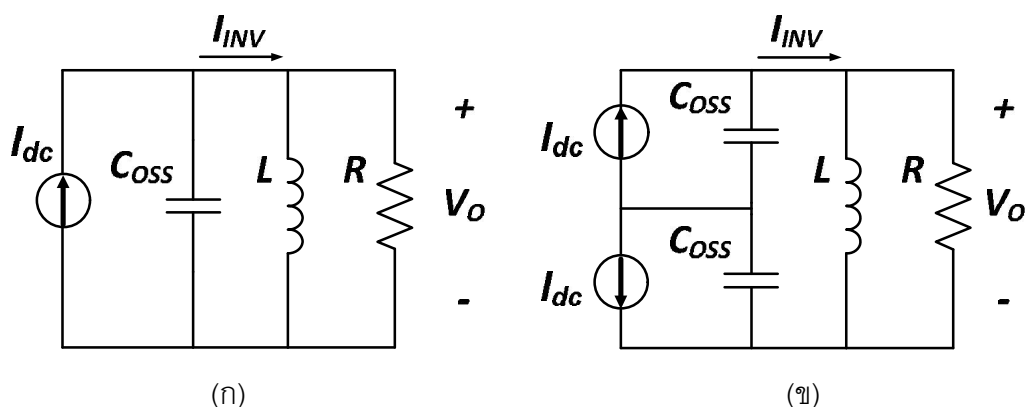 I_INV
I_dc
C_OSS
L
R
+
V_O
-
(ก)
I_INV
I_dc
I_dc
C_OSS
C_OSS
L
R
+
V_O
-
(ข)